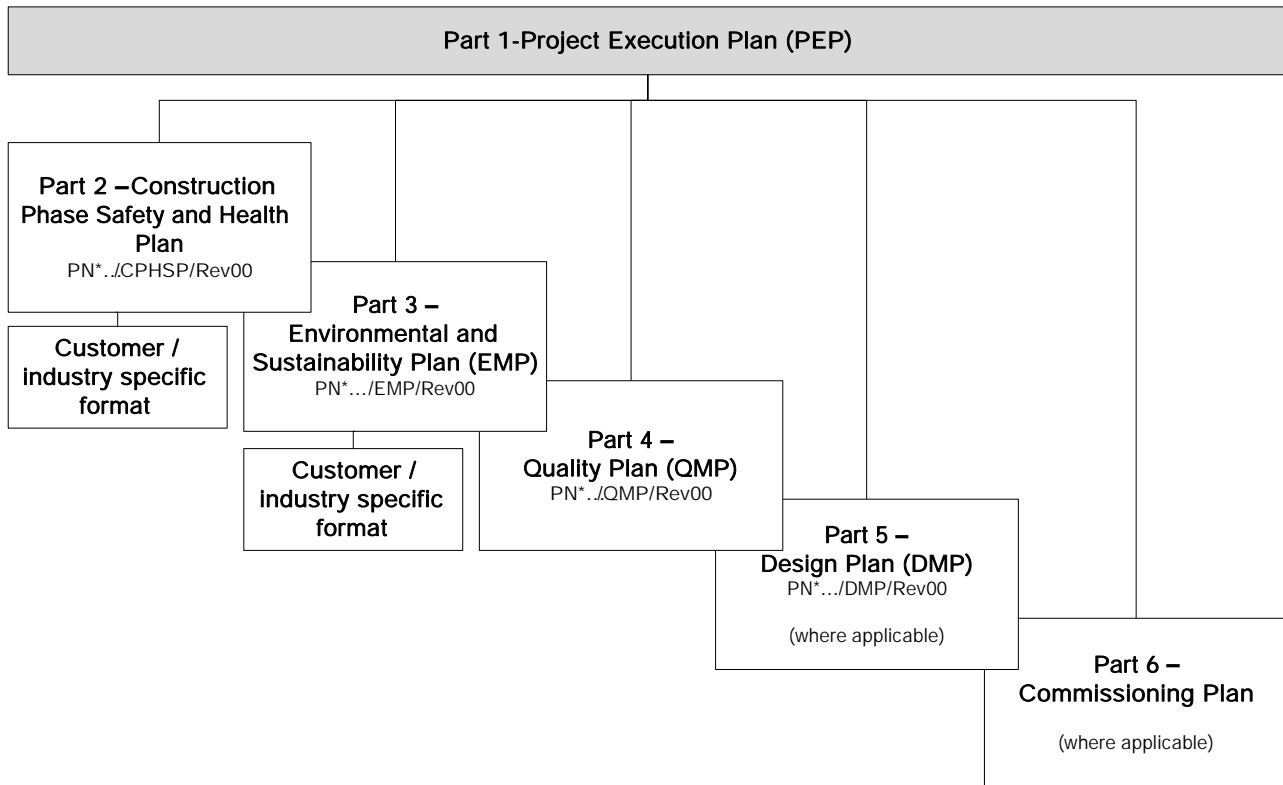 Part 1-Project Execution Plan (PEP)
Part 2 –Construction
Phase Safety and Health
Plan
PN*../.CPHSP/Rev00
Customer /
industry specific
format
Part 3 –
Environmental and
Sustainability Plan (EMP)
PN*…/EMP/Rev00
Customer /
industry specific
format
Part 4 –
Quality Plan (QMP)
PN*../.QMP/Rev00
Part 5 –
Design Plan (DMP)
PN*…/DMP/Rev00
(where applicable)
Part 6 –
Commissioning Plan
(where applicable)